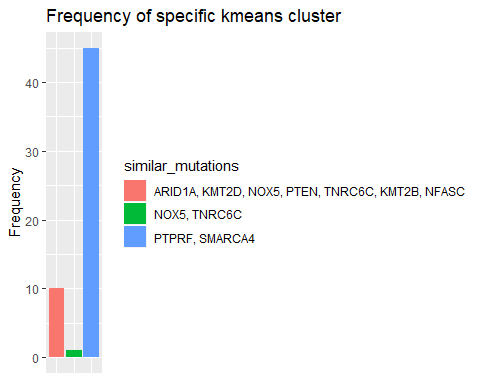 Frequency of specific kmeans cluster
Frequency
40
30
20
10
0
similar_mutations
ARID1A, KMT2D, NOX5, PTEN, TNRC6C, KMT2B, NFASC
NOX5, TNRC6C
PTPRF, SMARCA4